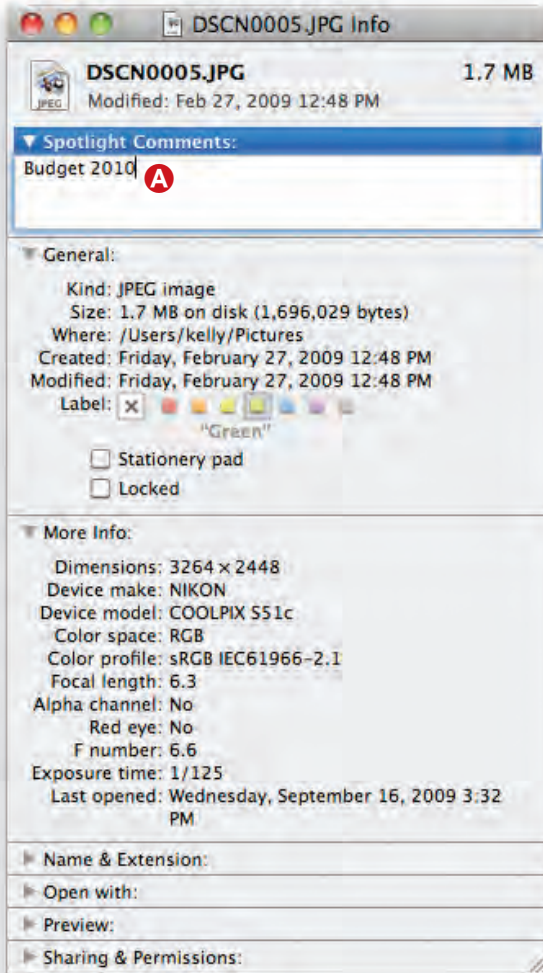 DSCN0005.JPG Info
DSCN0005.JPG 1.7 MB
JPEG Modified: Feb 27, 2009 12:48 PM
Spotlight Comments:
Budget 2010 A
General:
Kind: JPEG image
Size: 1.7 MB on disk (1,696,029 bytes)
Where: /Users/kelly/Pictures
Created: Friday, February 27, 2009 12:48 PM
Modified: Friday, February 27, 2009 12:48 PM
Label:
"Green"
Stationery pad
Locked
More Info:
Dimensions: 3264 × 2448
Device make: NIKON
Device model: COOLPIX S51c
Color space: RGB
Color profile: sRGB IEC61966-2.1
Focal length: 6.3
Alpha channel: No
Red eye: No
F number: 6.6
Exposure time: 1/125
Last opened: Wednesday, September 16, 2009 3:32
PM
Name & Extension:
Open with:
Preview:
Sharing & Permissions: